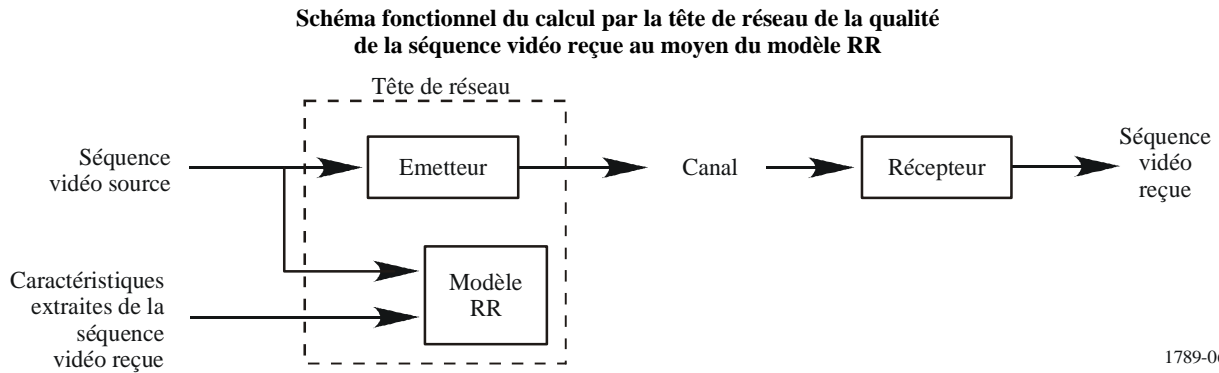 Schéma fonctionnel du calcul par la tête de réseau de la qualité
de la séquence vidéo reçue au moyen du modèle RR
Tête de réseau
Séquence
vidéo source
Emetteur
Canal
Récepteur
Séquence
vidéo
reçue
Caractéristiques
extraites de la
séquence
vidéo reçue
Modèle
RR